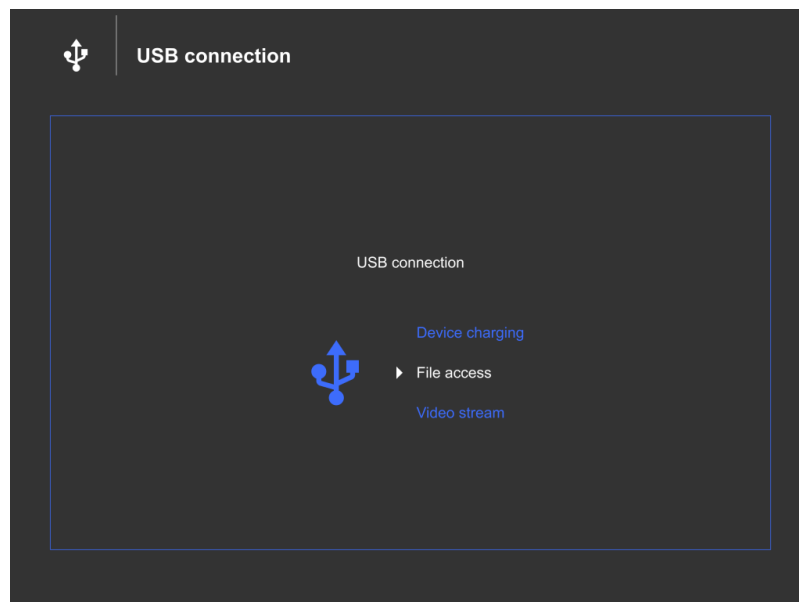 USB connection
USB connection
Device charging
File access
Video stream